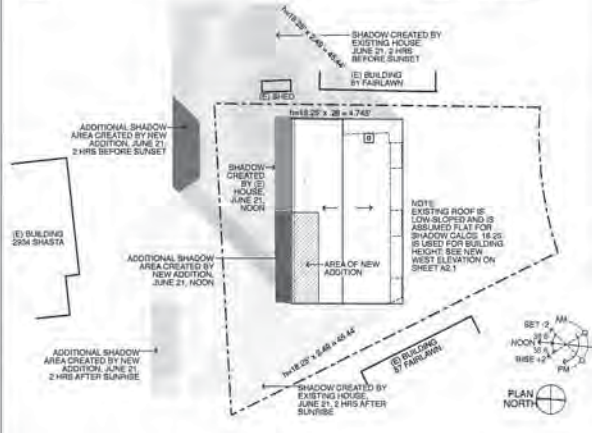 h=18.25' x 2.49 = 45.44'
SHADOW CREATED BY
EXISTING HOUSE,
JUNE 21, 2 HRS
BEFORE SUNSET
(E) BUILDING
81 FAIRLAWN
(E) SHED
h=18.25' x .26 = 4.745'
ADDITIONAL SHADOW
AREA CREATED BY NEW
ADDITION, JUNE 21,
2 HRS BEFORE SUNSET
SHADOW
CREATED
BY (E)
HOUSE,
JUNE 21,
NOON
(E) BUILDING
2934 SHASTA
NOTE:
EXISTING ROOF IS
LOW-SLOPED AND IS
ASSUMED FLAT FOR
SHADOW CALCS. 18.25'
IS USED FOR BUILDING
HEIGHT: SEE NEW
WEST ELEVATION ON
SHEET A2.1
ADDITIONAL SHADOW
AREA CREATED BY
NEW ADDITION,
JUNE 21, NOON
AREA OF NEW
ADDITION
ADDITIONAL SHADOW
AREA CREATED BY
NEW ADDITION, JUNE 21,
2 HRS AFTER SUNRISE
h=18.25' x 2.49 = 45.44'
(E) BUILDING
87 FAIRLAWN
SHADOW CREATED BY
EXISTING HOUSE,
JUNE 21, 2 HRS AFTER
SUNRISE
AM
SET -2
NOON
RISE +2
PM
PLAN
NORTH